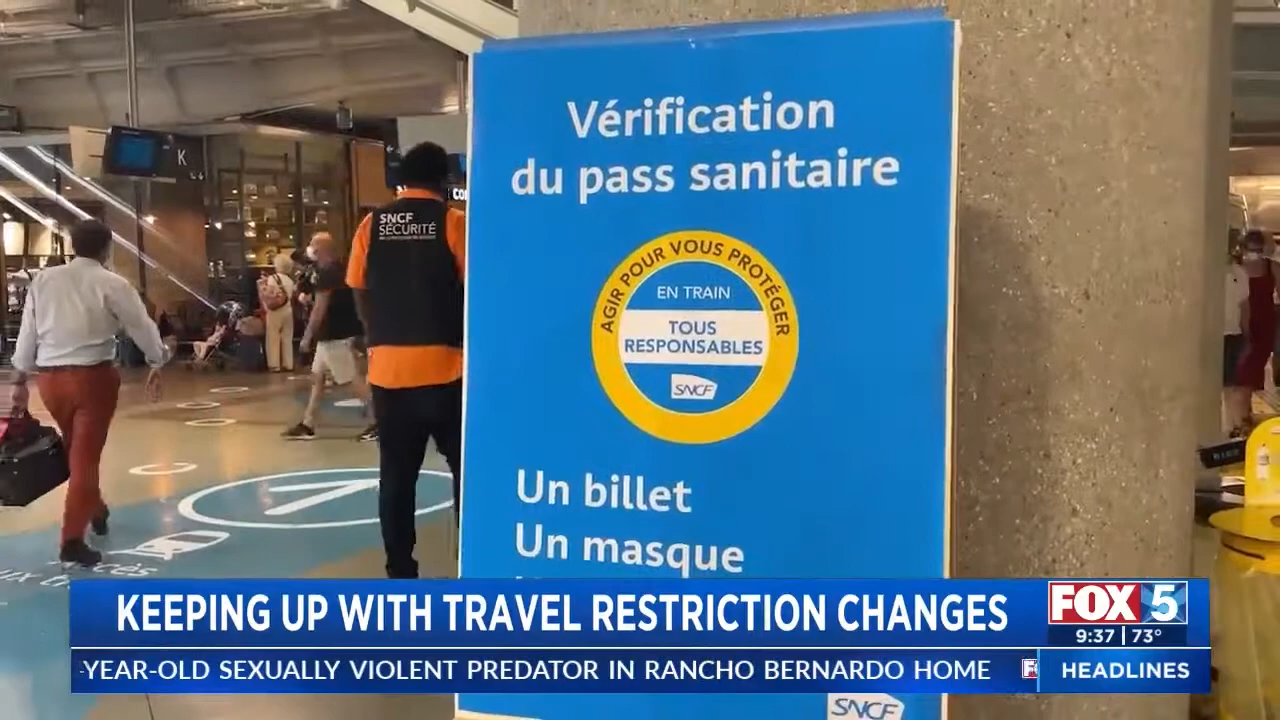 Vérification
du pass sanitaire
AGIR POUR VOUS PROTÉGER
EN TRAIN
TOUS
RESPONSABLES
SNCF
Un billet
Un masque
SNCF
K
SNCF
SÉCURITÉ
KEEPING UP WITH TRAVEL RESTRICTION CHANGES
FOX 5
9:37 | 73°
-YEAR-OLD SEXUALLY VIOLENT PREDATOR IN RANCHO BERNARDO HOME
HEADLINES